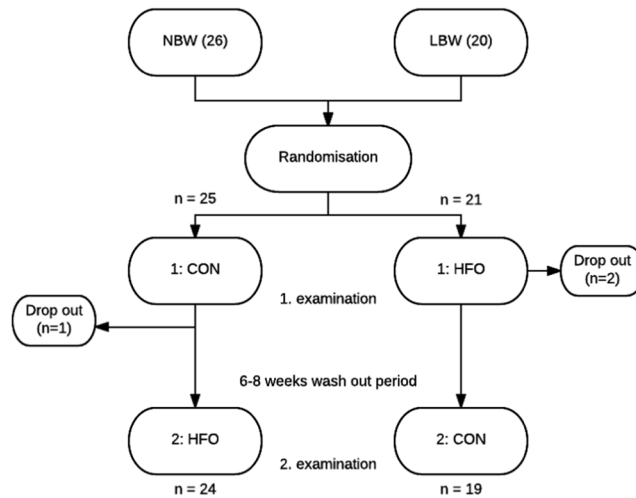 NBW (26)
LBW (20)
Randomisation
n = 25
n = 21
1: CON
1: HFO
Drop out
(n=2)
1. examination
Drop out
(n=1)
6-8 weeks wash out period
2: HFO
2: CON
2. examination
n = 24
n = 19